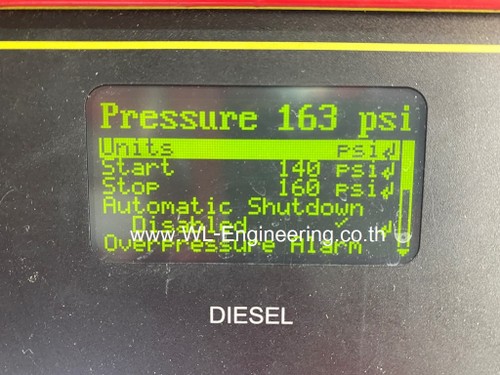 Pressure 163 psi
Units psi↲
Start 140 psi↲
Stop 160 psi↲
Automatic Shutdown
Disabled ✓ ↲
www.WL-Engineering.co.th
OverPressure Alarm
DIESEL